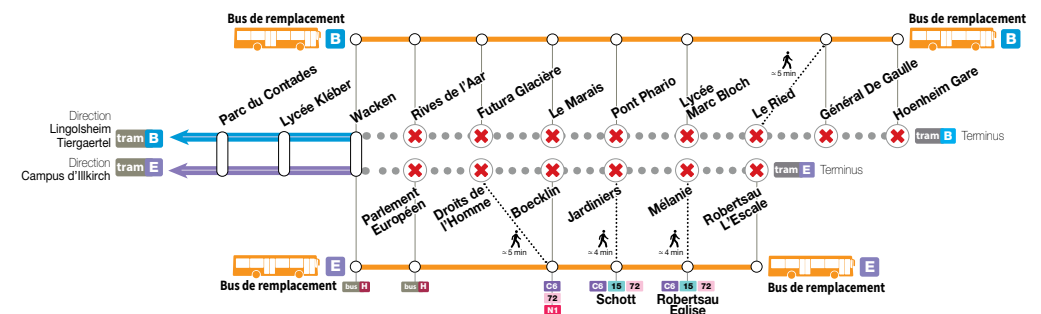 Bus de remplacement
B
Bus de remplacement
B
≃ 5 min
Parc du Contades
Lycée Kléber
Wacken
Rives de l'Aar
Futura Glacière
Le Marais
Pont Phario
Lycée
Marc Bloch
Le Ried
Général De Gaulle
Hoenheim Gare
Direction
Lingolsheim
Tiergaertel
tram B
tram B Terminus
Direction
Campus d'Illkirch
tram E
tram E Terminus
Parlement
Européen
Droits de
l'Homme
Boecklin
Jardiniers
Mélanie
Robertsau
L'Escale
≃ 5 min
≃ 4 min
≃ 4 min
E
Bus de remplacement
E
Bus de remplacement
bus H
bus H
C6
72
N1
C6 15 72
Schott
C6 15 72
Robertsau
Eglise